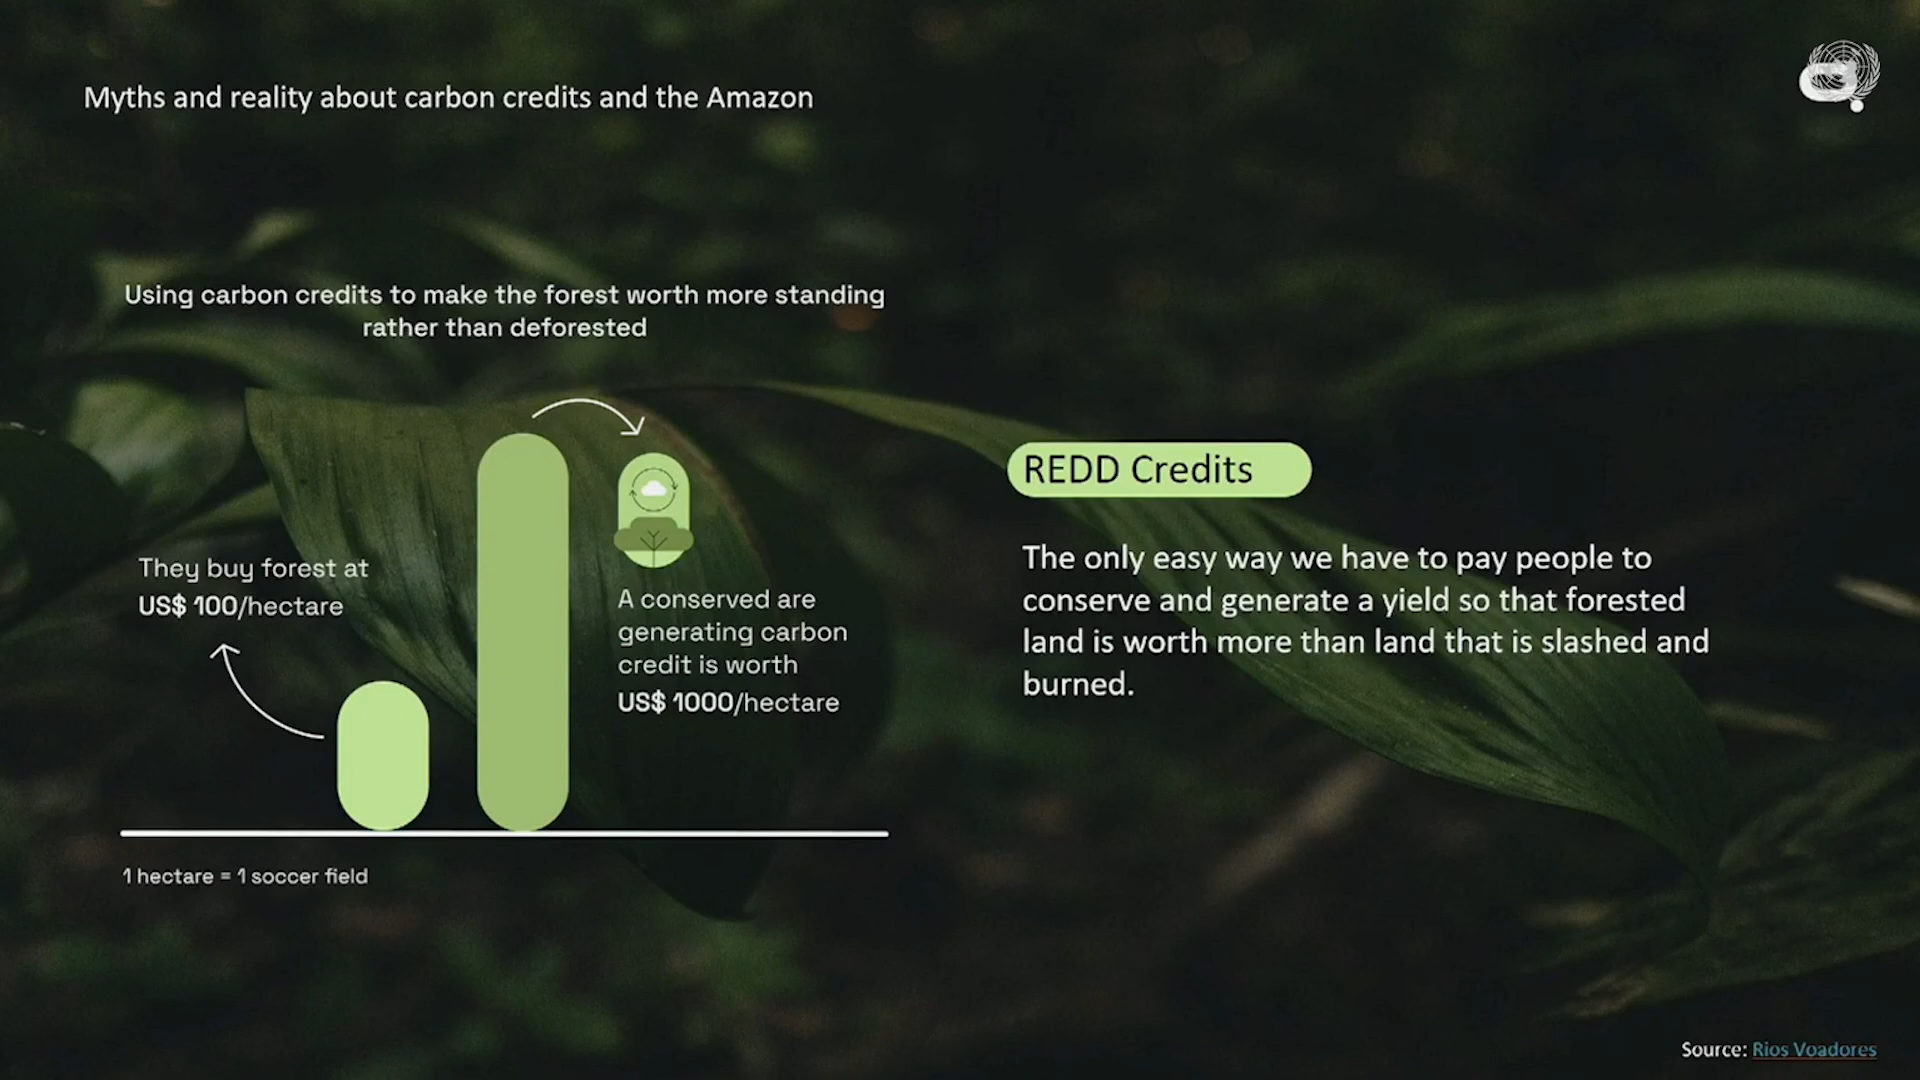 Myths and reality about carbon credits and the Amazon
Using carbon credits to make the forest worth more standing
rather than deforested
They buy forest at
US$ 100/hectare
A conserved are
generating carbon
credit is worth
US$ 1000/hectare
1 hectare = 1 soccer field
REDD Credits
The only easy way we have to pay people to
conserve and generate a yield so that forested
land is worth more than land that is slashed and
burned.
Source: Rios Voadores